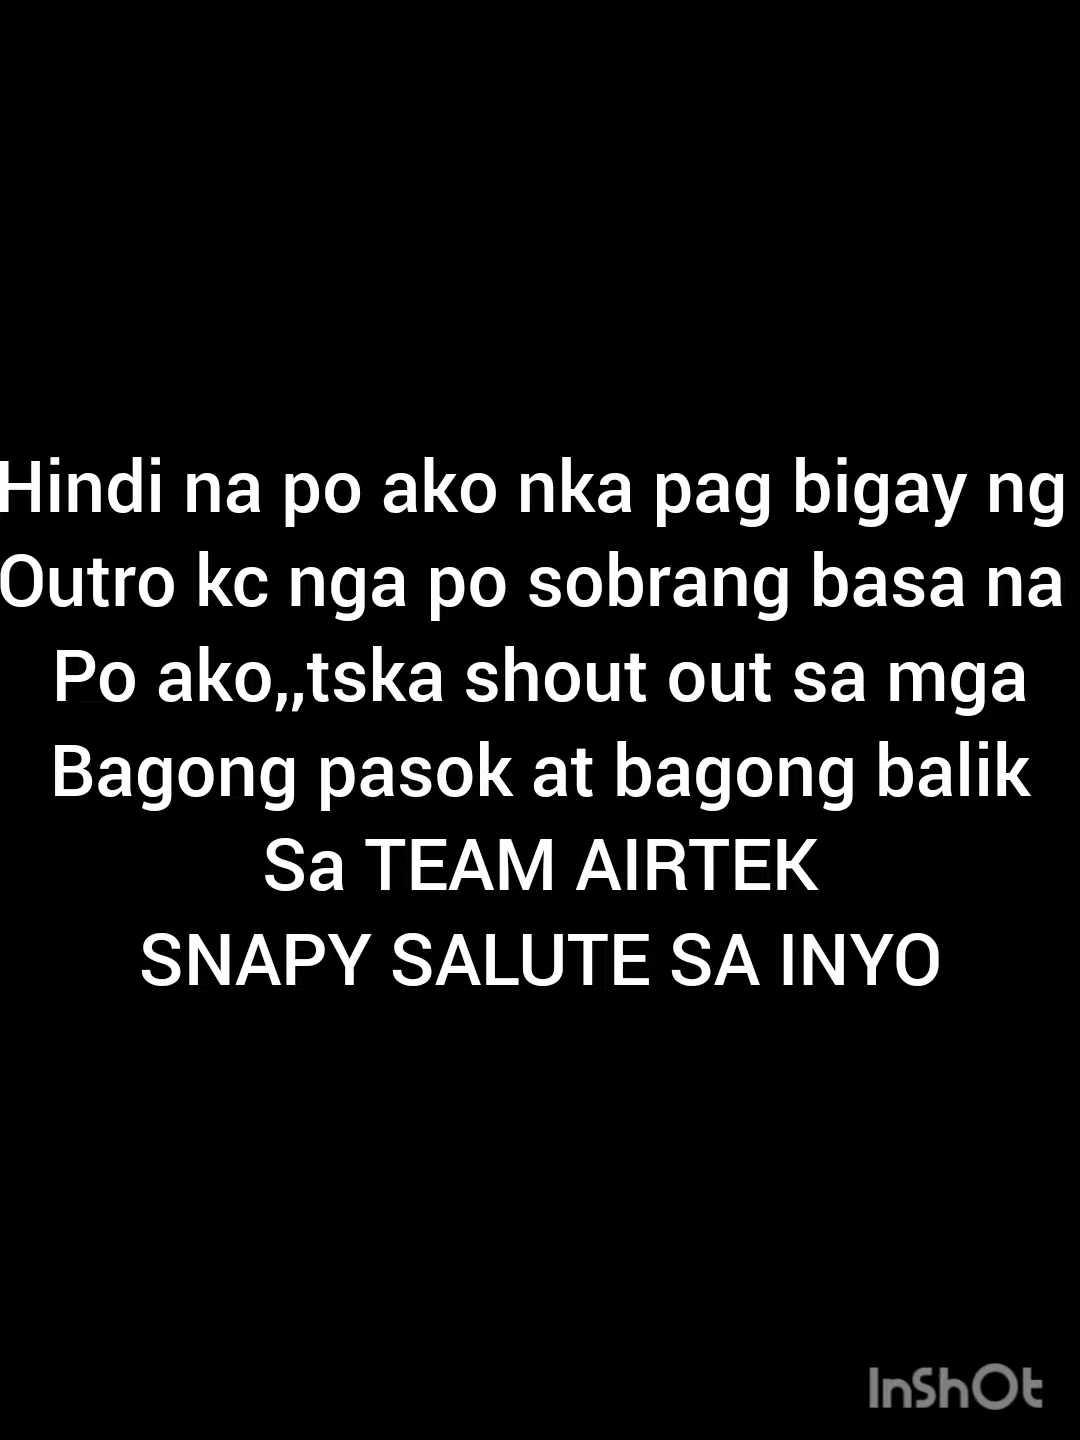 Hindi na po ako nka pag bigay ng
Outro kc nga po sobrang basa na
Po ako,,tska shout out sa mga
Bagong pasok at bagong balik
Sa TEAM AIRTEK
SNAPY SALUTE SA INYO
InShOt